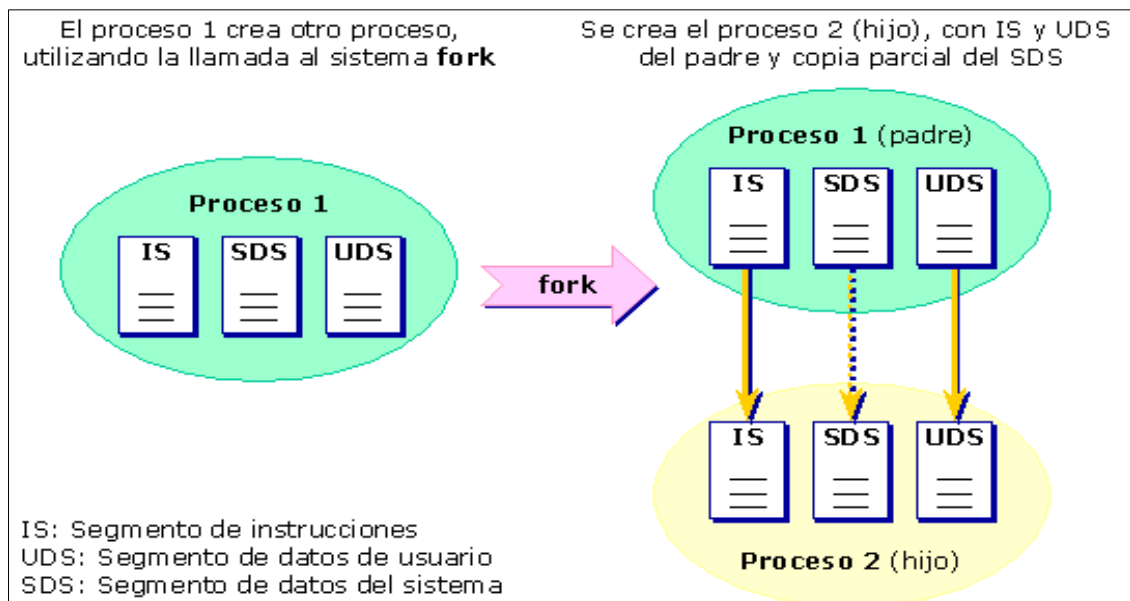 El proceso 1 crea otro proceso,
utilizando la llamada al sistema fork
Se crea el proceso 2 (hijo), con IS y UDS
del padre y copia parcial del SDS
Proceso 1
IS SDS UDS
fork
Proceso 1 (padre)
IS SDS UDS
IS SDS UDS
Proceso 2 (hijo)
IS: Segmento de instrucciones
UDS: Segmento de datos de usuario
SDS: Segmento de datos del sistema